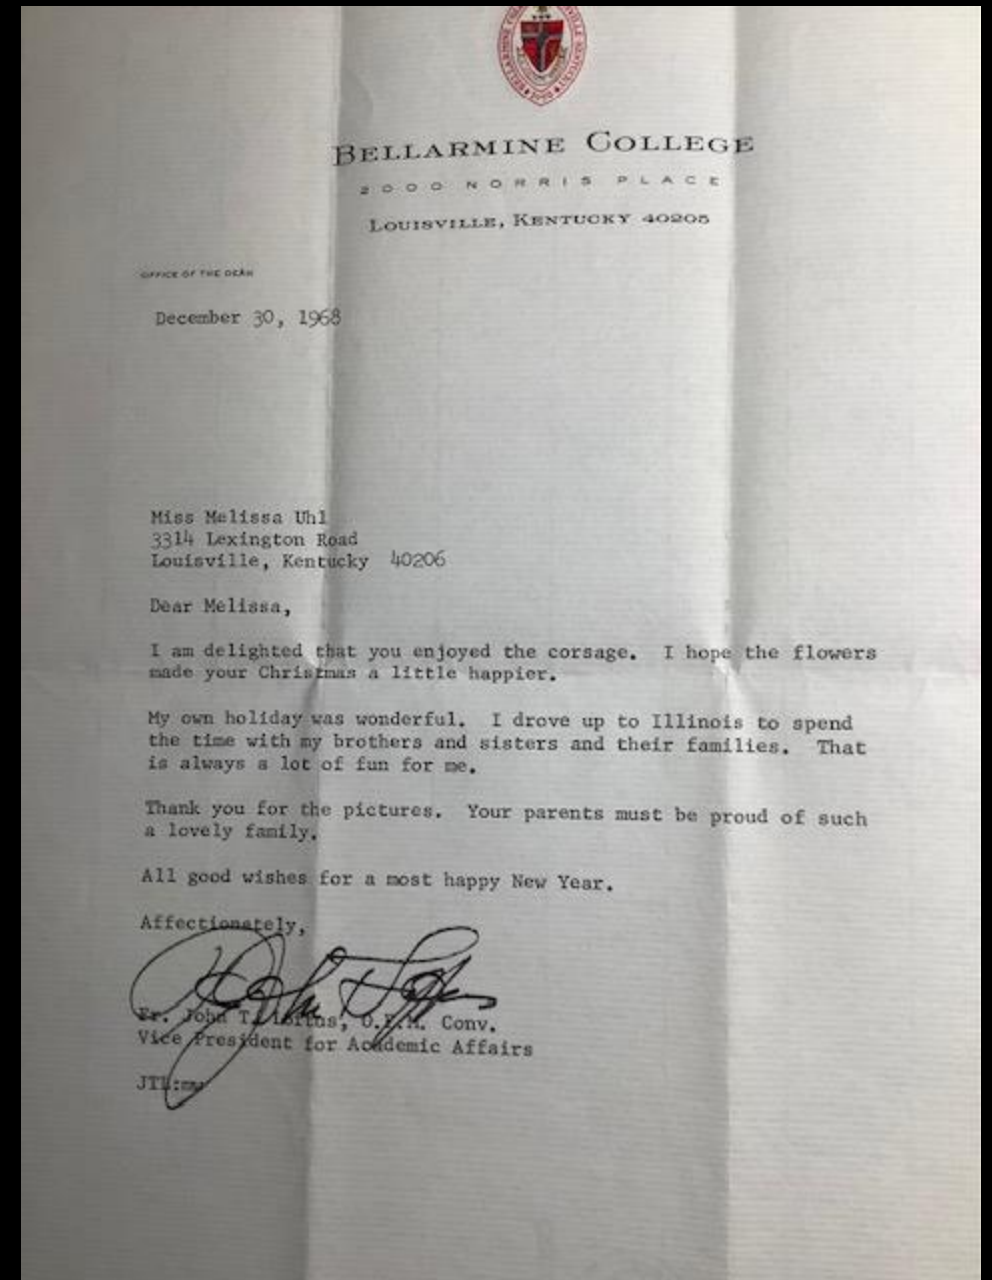 BELLARMINE COLLEGE
2000 NORRIS PLACE
LOUISVILLE, KENTUCKY 40205
OFFICE OF THE DEAN
December 30, 1968
Miss Melissa Uhl
3314 Lexington Road
Louisville, Kentucky 40206
Dear Melissa,
I am delighted that you enjoyed the corsage. I hope the flowers
made your Christmas a little happier.
My own holiday was wonderful. I drove up to Illinois to spend
the time with my brothers and sisters and their families. That
is always a lot of fun for me.
Thank you for the pictures. Your parents must be proud of such
a lovely family.
All good wishes for a most happy New Year.
Affectionately,
Fr. John T. Loftus, O.F.M. Conv.
Vice President for Academic Affairs